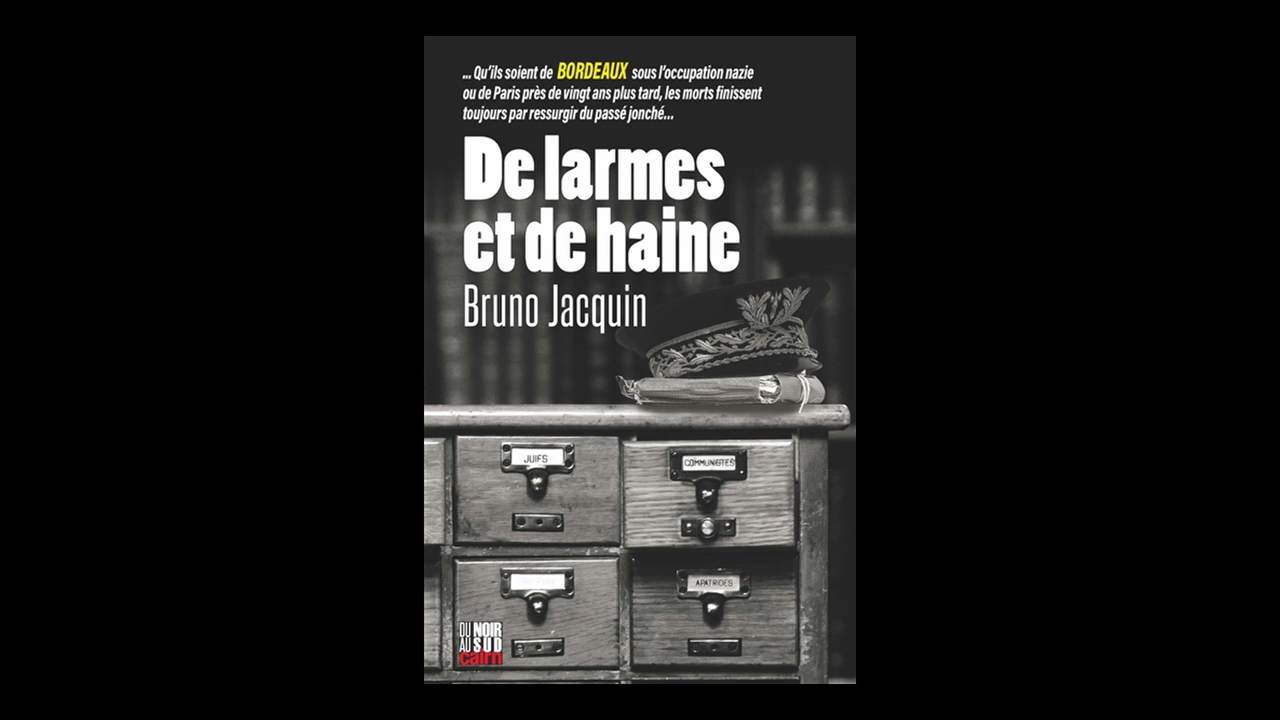 ... Qu'ils soient de BORDEAUX sous l'occupation nazie
ou de Paris près de vingt ans plus tard, les morts finissent
toujours par ressurgir du passé jonché...
De larmes
et de haine
Bruno Jacquin
JUIFS
COMMUNISTES
APATRIDES
DU NOIR
AU SUD
cairn